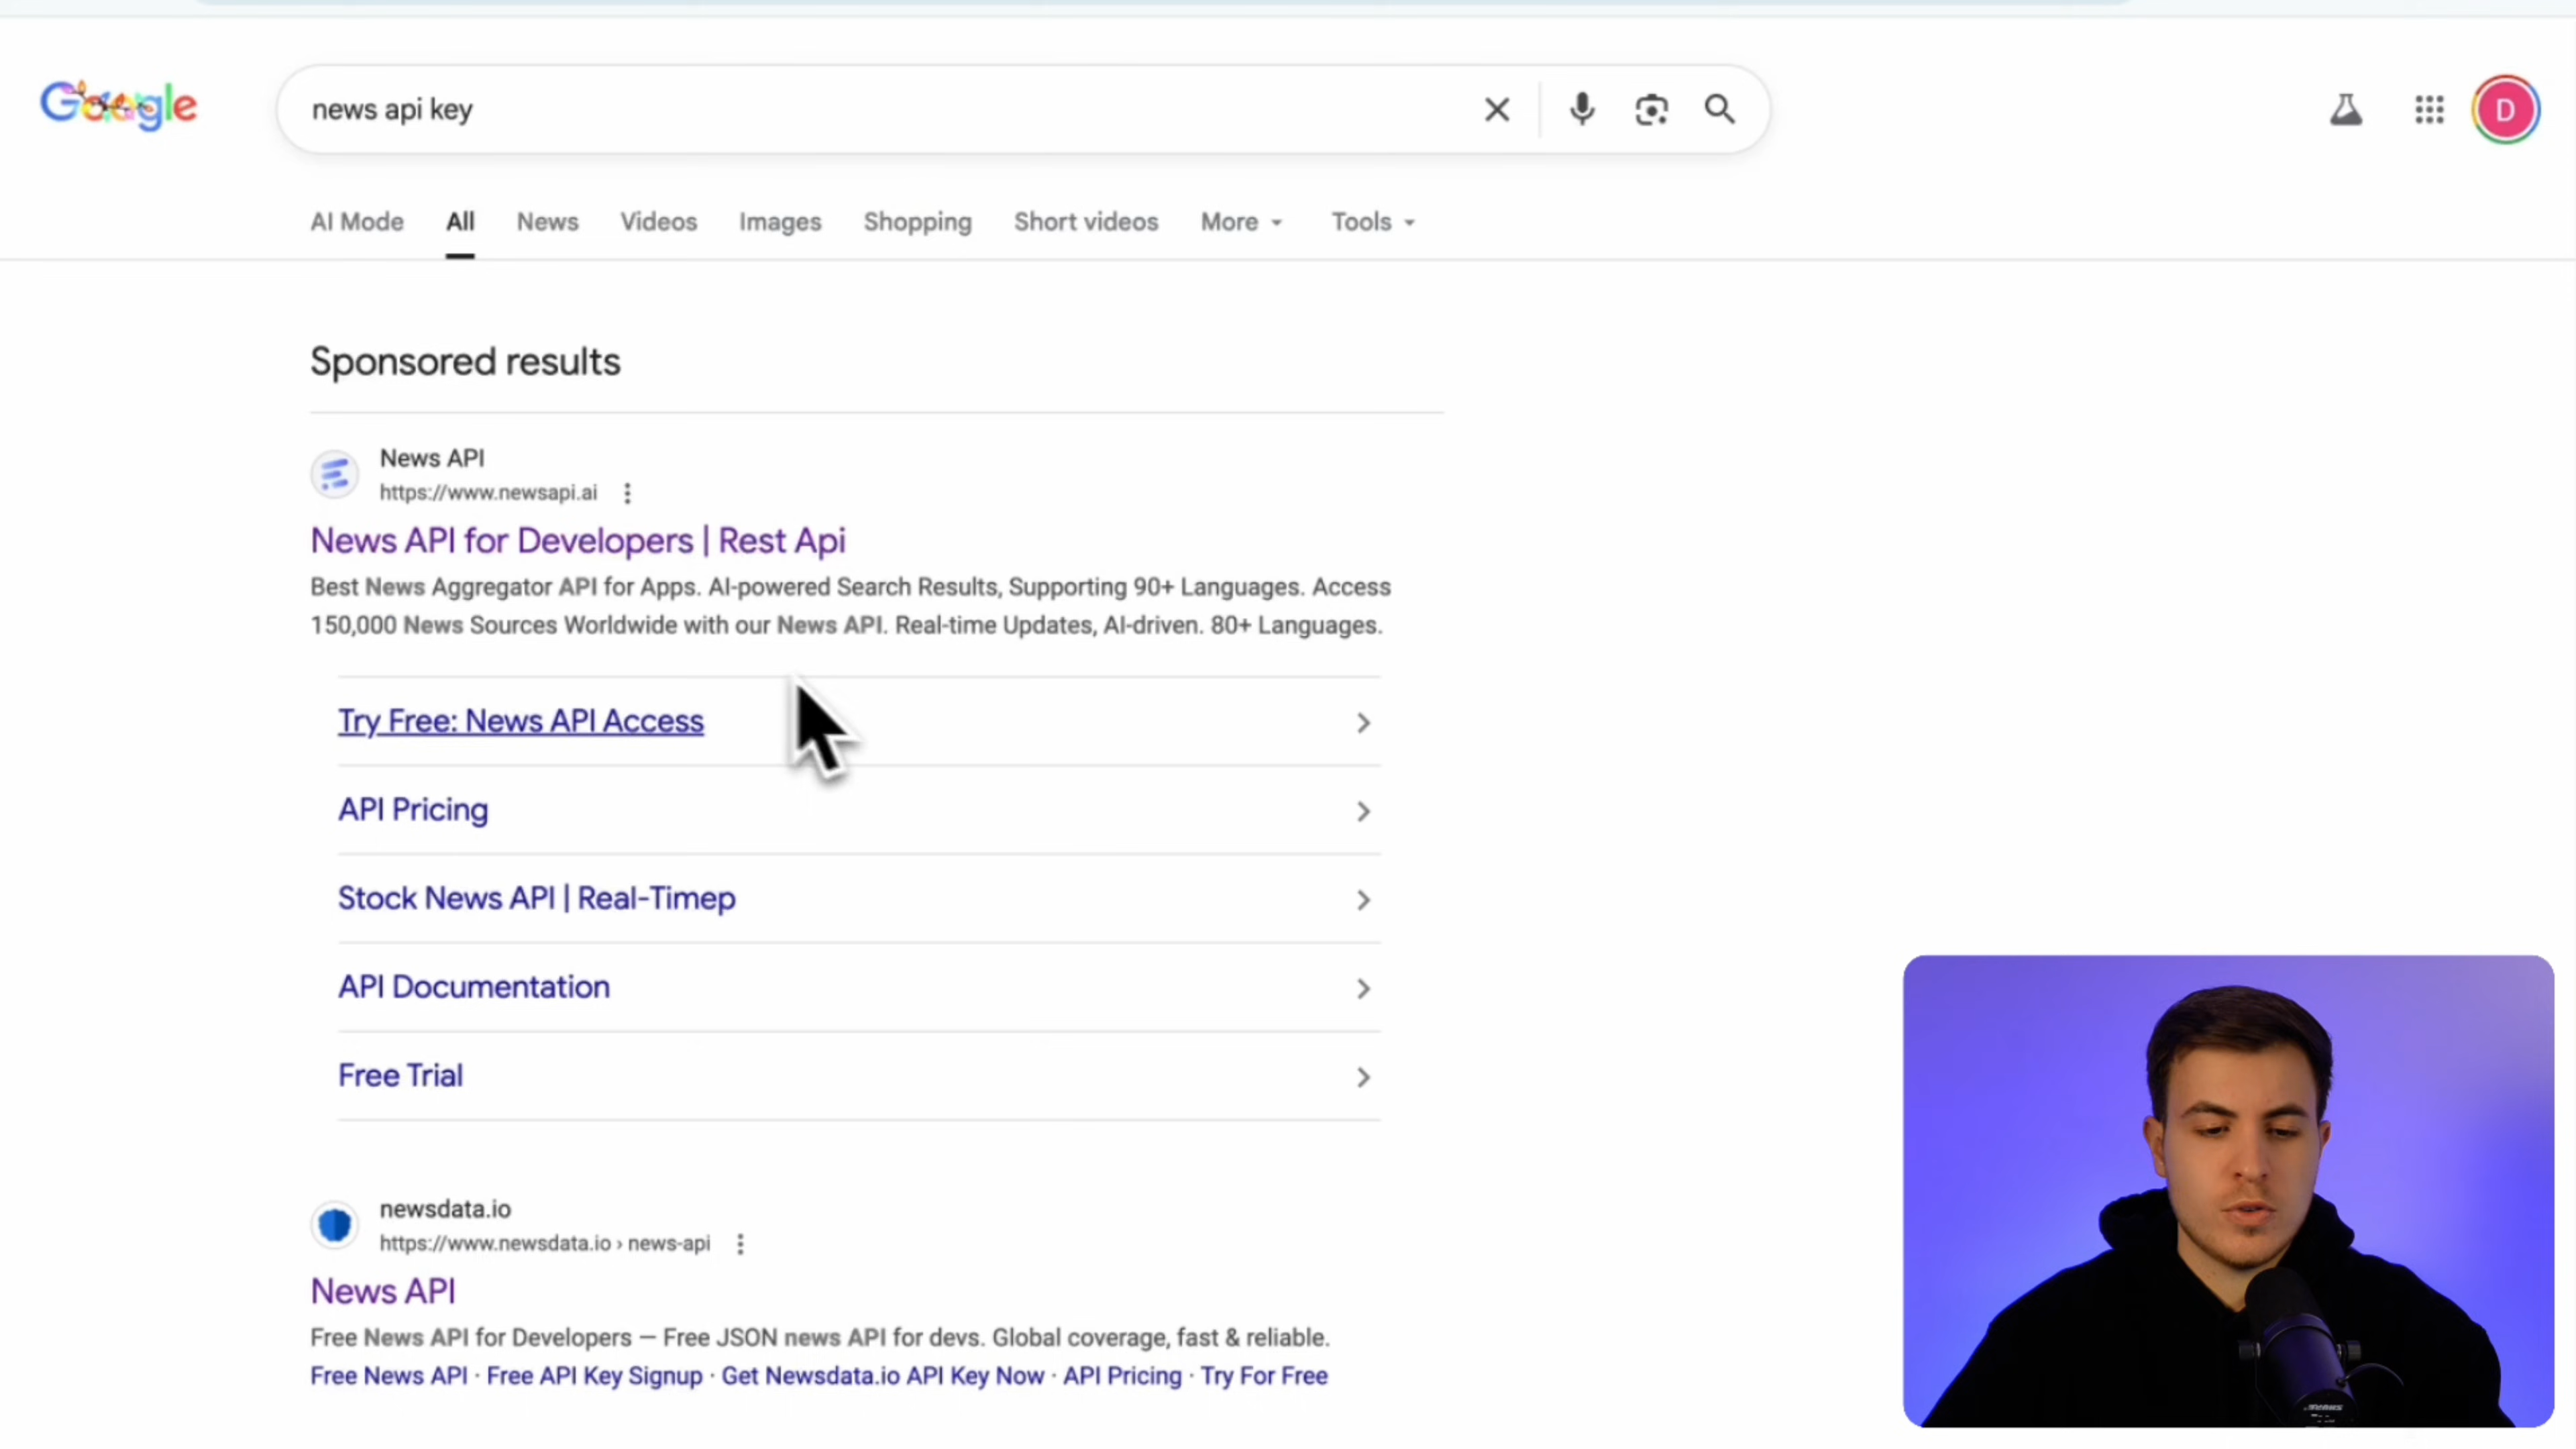 Google
news api key
D
AI Mode All News Videos Images Shopping Short videos More Tools
Sponsored results
News API
https://www.newsapi.ai
News API for Developers | Rest Api
Best News Aggregator API for Apps. AI-powered Search Results, Supporting 90+ Languages. Access
150,000 News Sources Worldwide with our News API. Real-time Updates, AI-driven. 80+ Languages.
Try Free: News API Access
API Pricing
Stock News API | Real-Timep
API Documentation
Free Trial
newsdata.io
https://www.newsdata.io › news-api
News API
Free News API for Developers — Free JSON news API for devs. Global coverage, fast & reliable.
Free News API · Free API Key Signup · Get Newsdata.io API Key Now · API Pricing · Try For Free